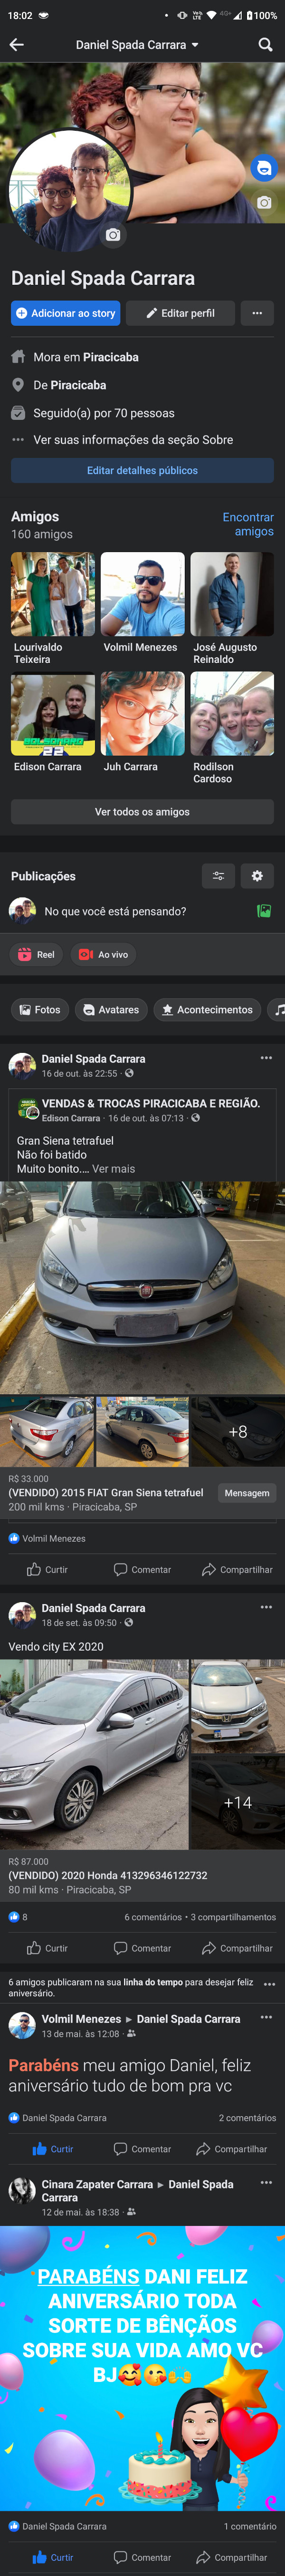 18:02
Vo))
LTE
4G+
100%
Daniel Spada Carrara
Daniel Spada Carrara
Adicionar ao story
Editar perfil
Mora em Piracicaba
De Piracicaba
Seguido(a) por 70 pessoas
Ver suas informações da seção Sobre
Editar detalhes públicos
Amigos
Encontrar
amigos
160 amigos
Lourivaldo
Teixeira
Volmil Menezes
José Augusto
Reinaldo
BOLSONARO
22
Edison Carrara
Juh Carrara
Rodilson
Cardoso
Ver todos os amigos
Publicações
No que você está pensando?
Reel
Ao vivo
Fotos
Avatares
Acontecimentos
Daniel Spada Carrara
16 de out. às 22:55 ·
VENDAS & TROCAS PIRACICABA E REGIÃO.
Edison Carrara · 16 de out. às 07:13 ·
Gran Siena tetrafuel
Não foi batido
Muito bonito.... Ver mais
+8
R$ 33.000
(VENDIDO) 2015 FIAT Gran Siena tetrafuel
200 mil kms · Piracicaba, SP
Mensagem
Volmil Menezes
Curtir
Comentar
Compartilhar
Daniel Spada Carrara
18 de set. às 09:50 ·
Vendo city EX 2020
+14
R$ 87.000
(VENDIDO) 2020 Honda 413296346122732
80 mil kms · Piracicaba, SP
8
6 comentários • 3 compartilhamentos
Curtir
Comentar
Compartilhar
6 amigos publicaram na sua linha do tempo para desejar feliz
aniversário.
Volmil Menezes ▸ Daniel Spada Carrara
13 de mai. às 12:08 ·
Parabéns meu amigo Daniel, feliz
aniversário tudo de bom pra vc
Daniel Spada Carrara
2 comentários
Curtir
Comentar
Compartilhar
Cinara Zapater Carrara ▸ Daniel Spada
Carrara
12 de mai. às 18:38 ·
PARABÉNS DANI FELIZ
ANIVERSÁRIO TODA
SORTE DE BÊNÇÃOS
SOBRE SUA VIDA AMO VC
BJ🥰😘🙌
Daniel Spada Carrara
1 comentário
Curtir
Comentar
Compartilhar